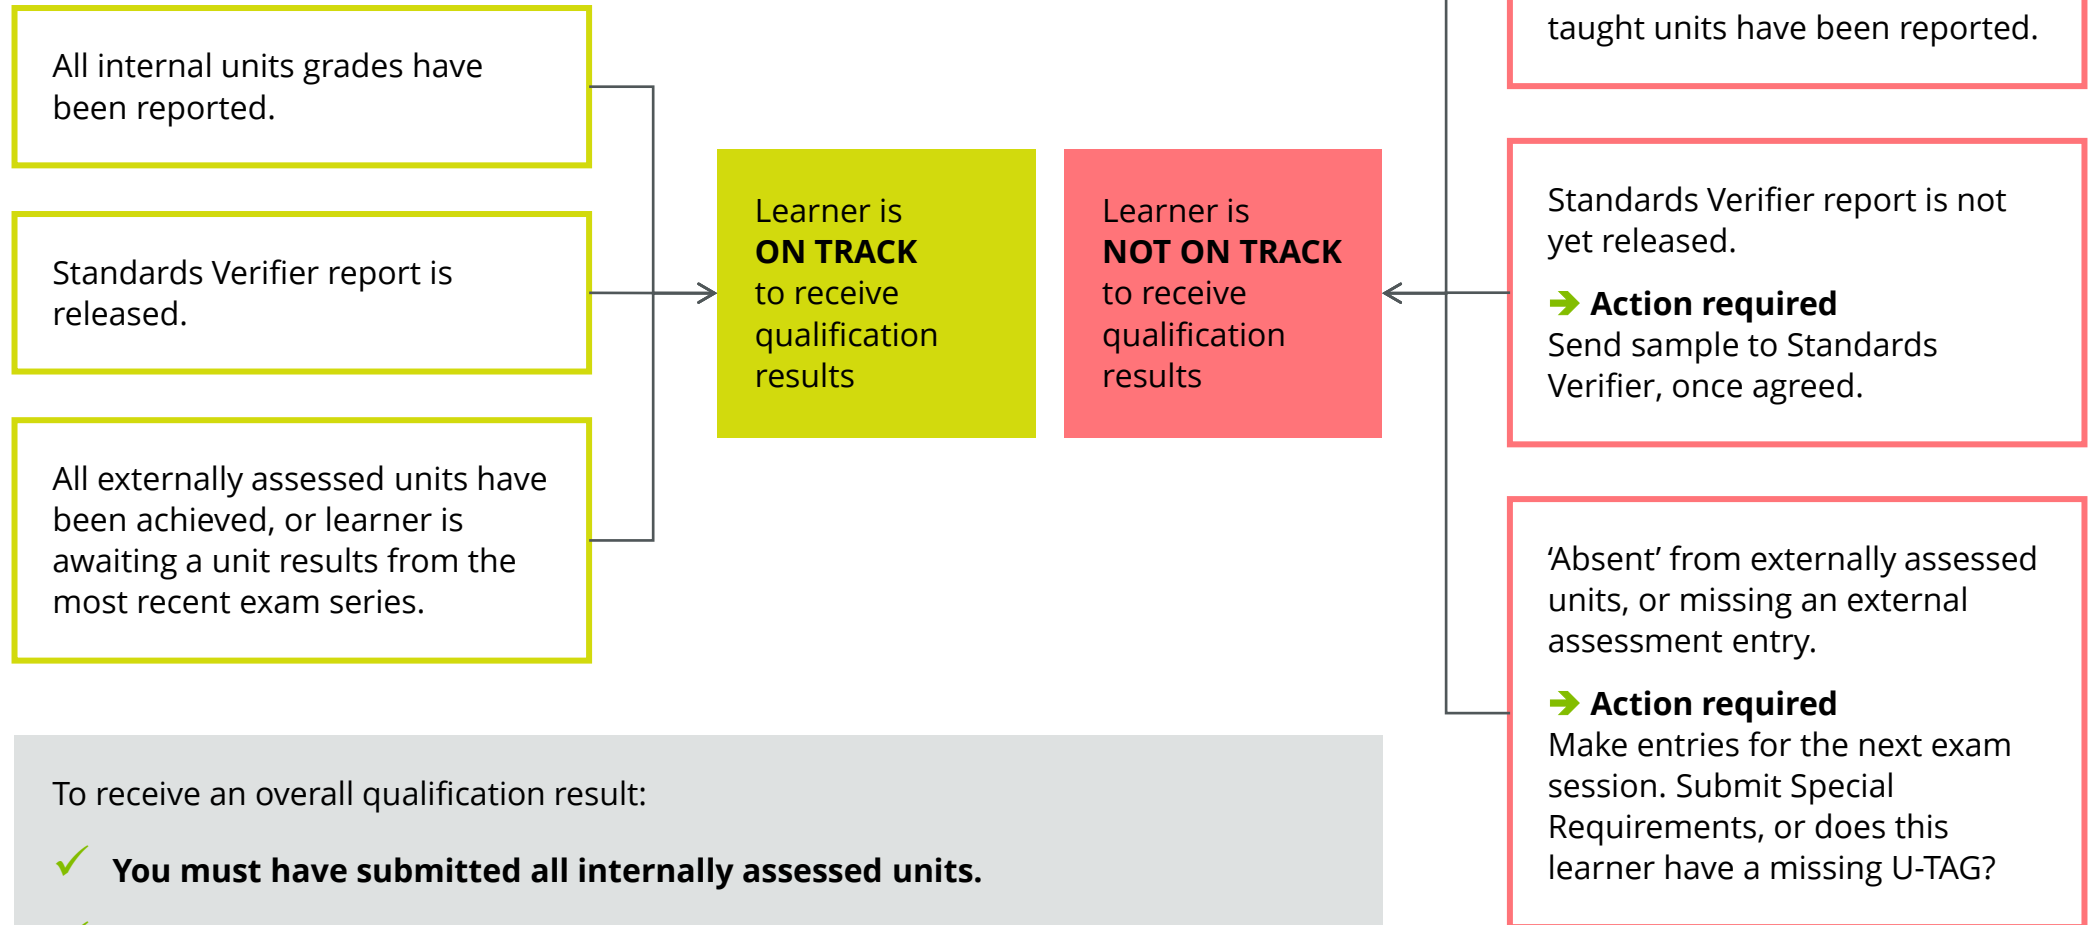 All internal units grades have
been reported.
Standards Verifier report is
released.
All externally assessed units have
been achieved, or learner is
awaiting a unit results from the
most recent exam series.
Learner is
ON TRACK
to receive
qualification
results
Learner is
NOT ON TRACK
to receive
qualification
results
taught units have been reported.
Standards Verifier report is not
yet released.
Action required
Send sample to Standards
Verifier, once agreed.
‘Absent’ from externally assessed
units, or missing an external
assessment entry.
Action required
Make entries for the next exam
session. Submit Special
Requirements, or does this
learner have a missing U-TAG?
To receive an overall qualification result:
You must have submitted all internally assessed units.